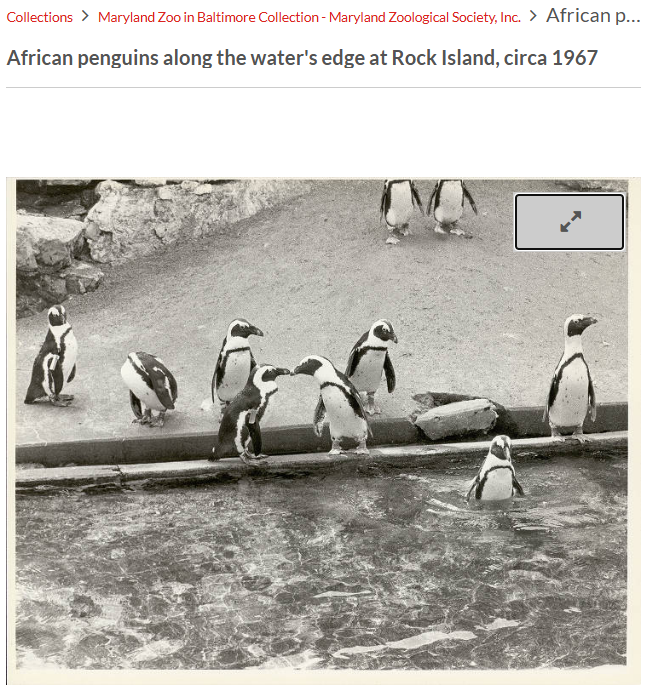 Collections > Maryland Zoo in Baltimore Collection - Maryland Zoological Society, Inc. > African p...
African penguins along the water's edge at Rock Island, circa 1967